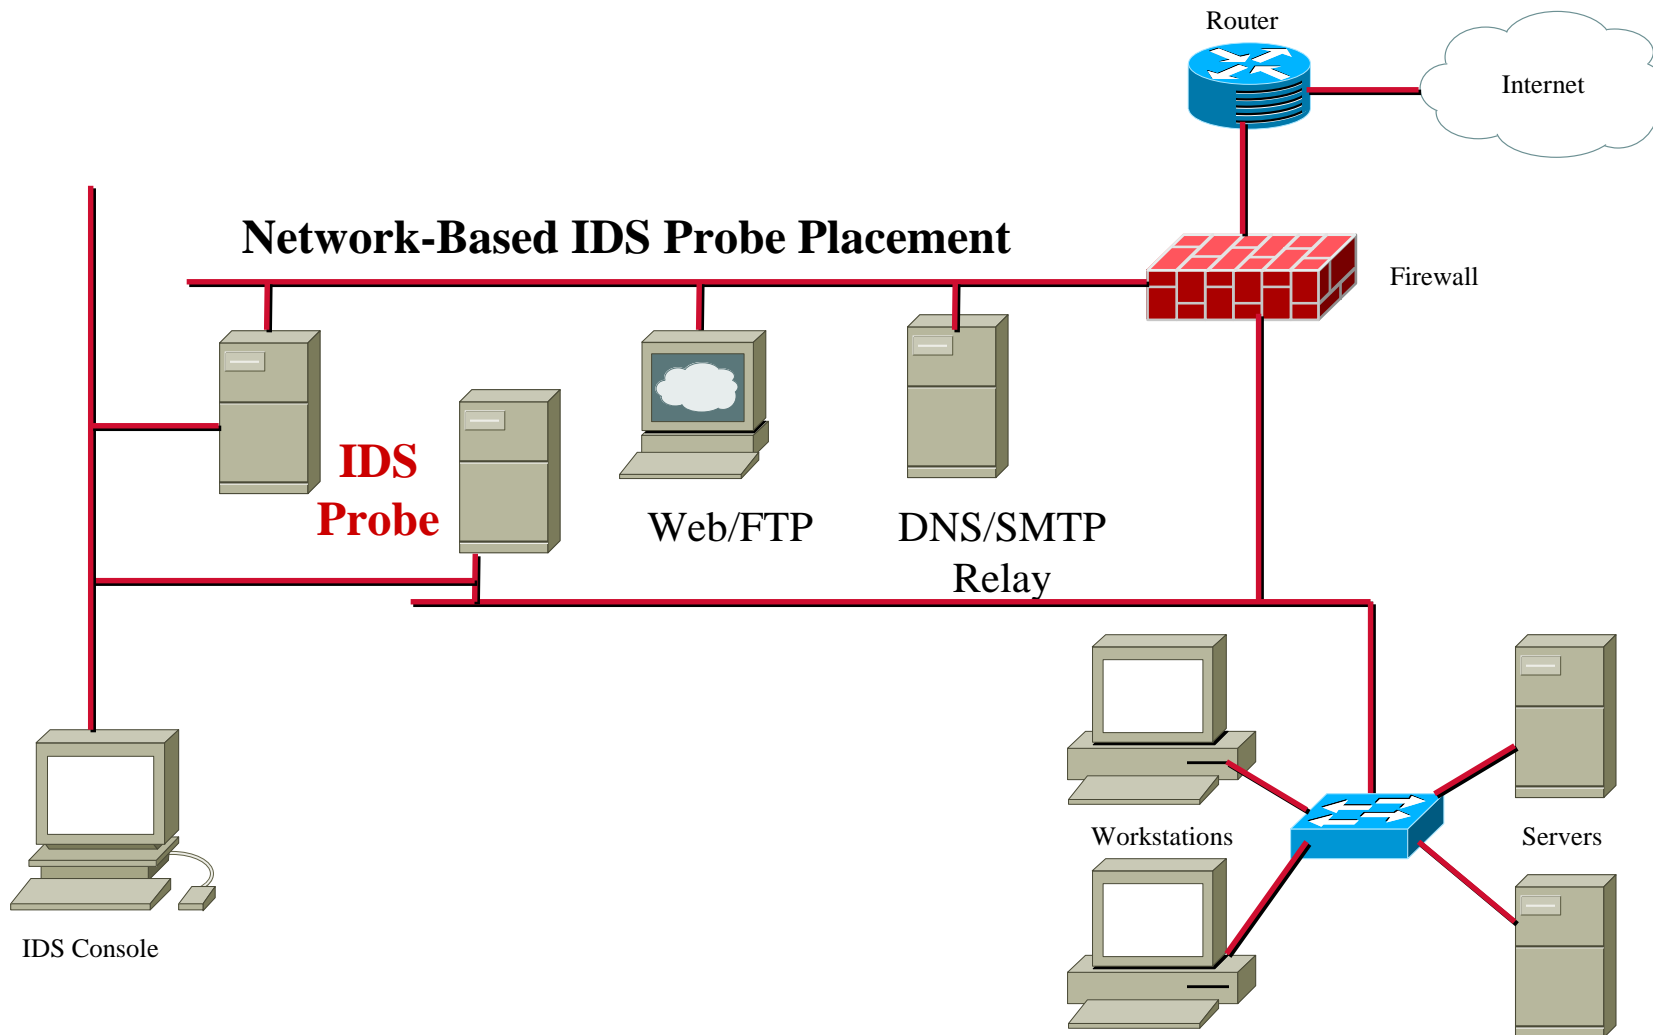 Router
Internet
Network-Based IDS Probe Placement
Firewall
IDS
Probe
Web/FTP
DNS/SMTP
Relay
Workstations
Servers
IDS Console